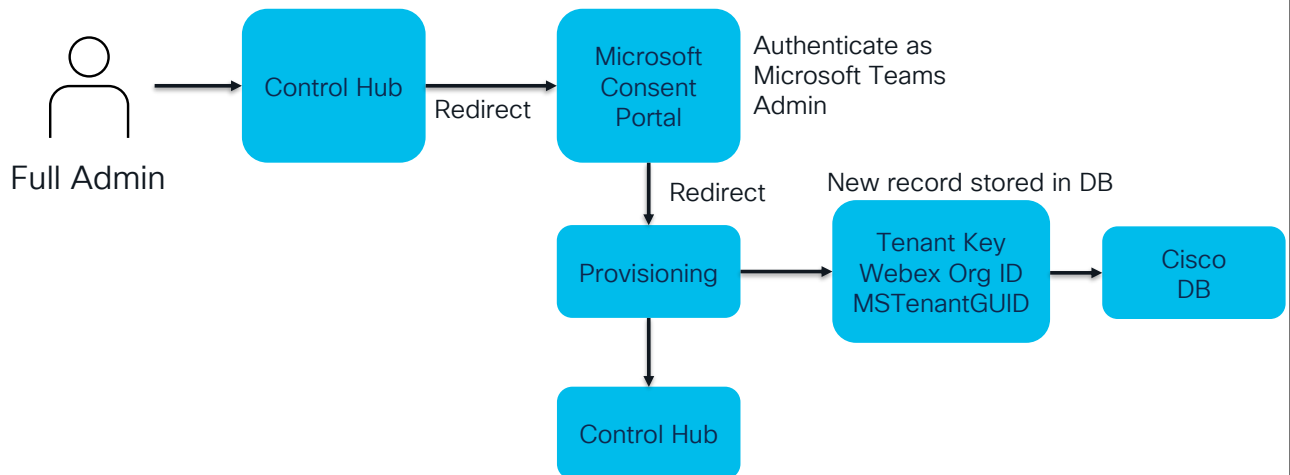 Full Admin
Control Hub
Redirect
Microsoft
Consent
Portal
Authenticate as
Microsoft Teams
Admin
Redirect
New record stored in DB
Provisioning
Tenant Key
Webex Org ID
MSTenantGUID
Cisco
DB
Control Hub